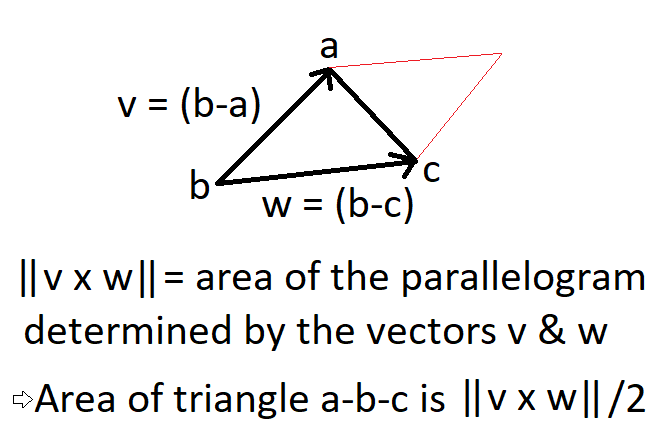 a
v = (b-a)
b
c
w = (b-c)
||v x w|| = area of the parallelogram
determined by the vectors v & w
⇨Area of triangle a-b-c is ||v x w||/2